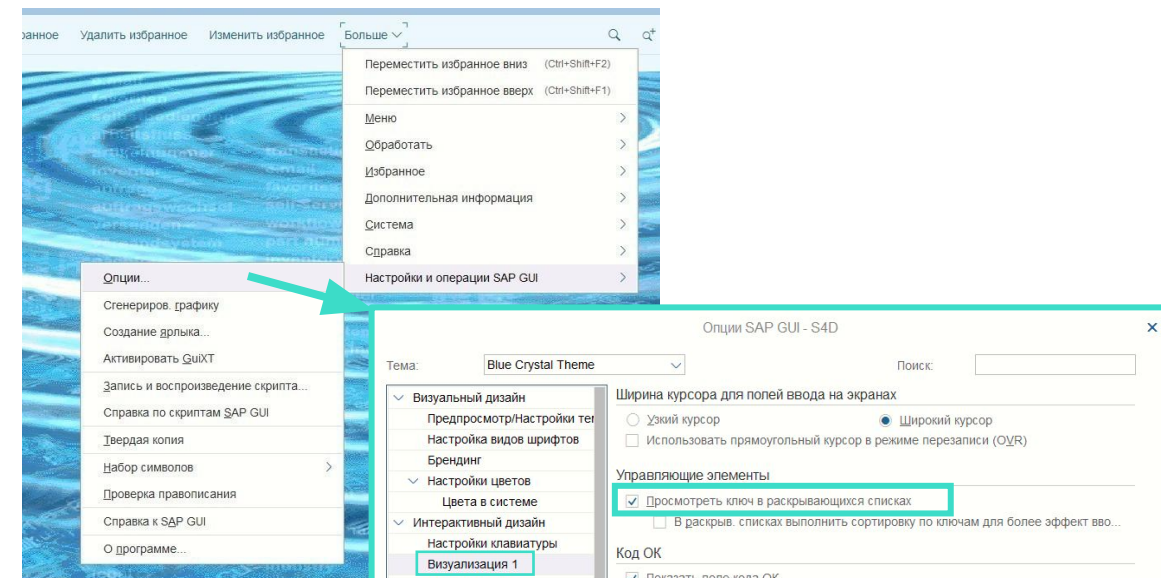 Удалить избранное Изменить избранное Больше
Переместить избранное вниз (Ctrl+Shift+F2)
Переместить избранное вверх (Ctrl+Shift+F1)
Меню
Обработать
Избранное
Дополнительная информация
Система
Справка
Настройки и операции SAP GUI
Опции...
Сгенериров. графику
Создание ярлыка...
Активировать GuiXT
Запись и воспроизведение скрипта...
Справка по скриптам SAP GUI
Твердая копия
Набор символов
Проверка правописания
Справка к SAP GUI
О программе...
Опции SAP GUI - S4D
Тема: Blue Crystal Theme Поиск:
Визуальный дизайн
Предпросмотр/Настройки тем
Настройка видов шрифтов
Брендинг
Настройки цветов
Цвета в системе
Интерактивный дизайн
Настройки клавиатуры
Визуализация 1
Ширина курсора для полей ввода на экранах
Узкий курсор Широкий курсор
Использовать прямоугольный курсор в режиме перезаписи (OVR)
Управляющие элементы
Просмотреть ключ в раскрывающихся списках
В раскрыв. списках выполнить сортировку по ключам для более эффект вво...
Код ОК
Показать поле кода ОК